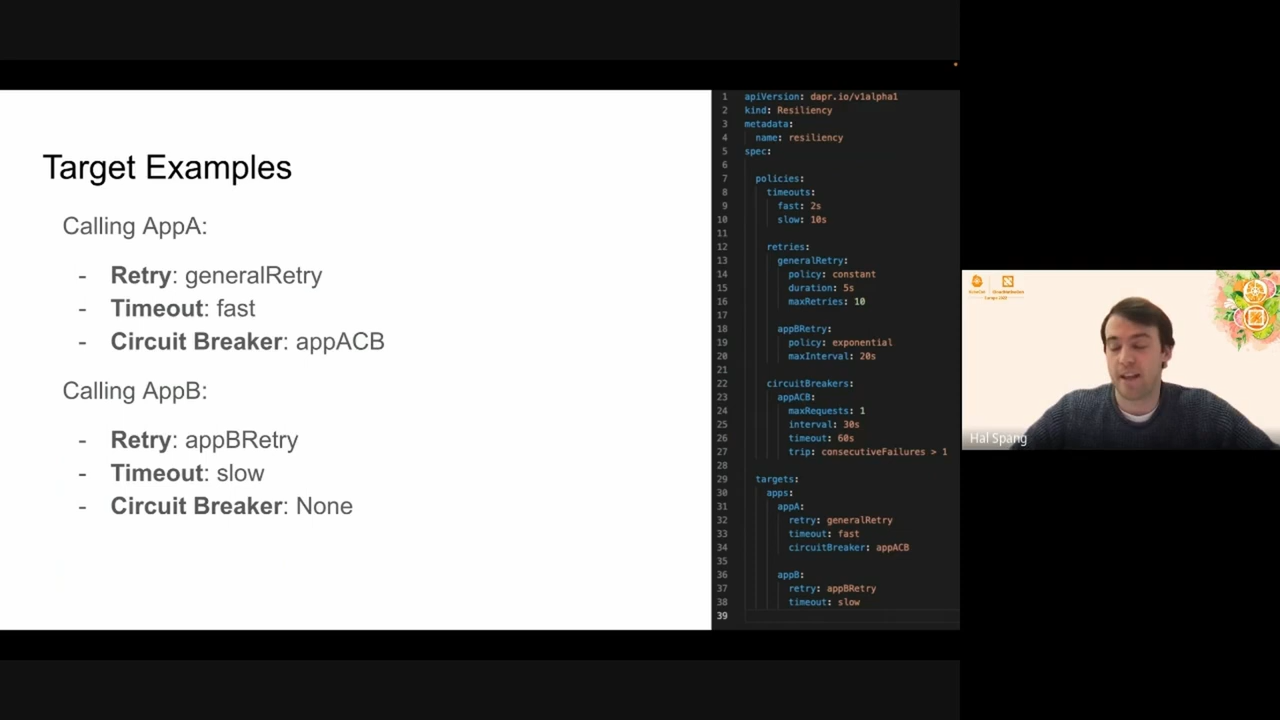 Target Examples
Calling AppA:
- Retry: generalRetry
- Timeout: fast
- Circuit Breaker: appACB
Calling AppB:
- Retry: appBRetry
- Timeout: slow
- Circuit Breaker: None
1 apiVersion: dapr.io/v1alpha1
2 kind: Resiliency
3 metadata:
4 name: resiliency
5 spec:
6
7 policies:
8 timeouts:
9 fast: 2s
10 slow: 10s
11
12 retries:
13 generalRetry:
14 policy: constant
15 duration: 5s
16 maxRetries: 10
17
18 appBRetry:
19 policy: exponential
20 maxInterval: 20s
21
22 circuitBreakers:
23 appACB:
24 maxRequests: 1
25 interval: 30s
26 timeout: 60s
27 trip: consecutiveFailures > 1
28
29 targets:
30 apps:
31 appA:
32 retry: generalRetry
33 timeout: fast
34 circuitBreaker: appACB
35
36 appB:
37 retry: appBRetry
38 timeout: slow
39
Hal Spang